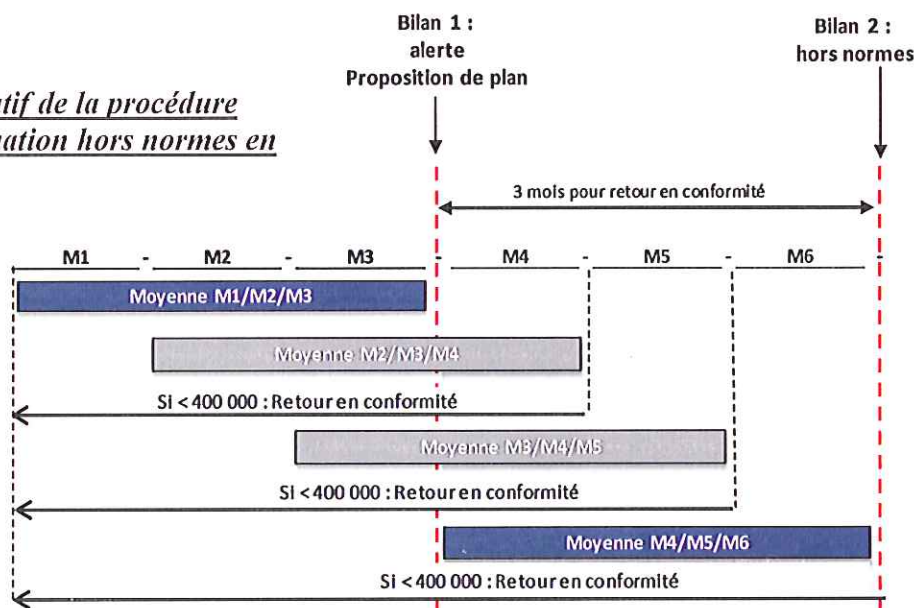 Bilan 1 :
alerte
Proposition de plan
Bilan 2 :
hors normes
de la procédure
hors normes en
3 mois pour retour en conformité
M1 - M2 - M3 - M4 - M5 - M6 -
Moyenne M1/M2/M3
Moyenne M2/M3/M4
Si < 400 000 : Retour en conformité
Moyenne M3/M4/M5
Si < 400 000 : Retour en conformité
Moyenne M4/M5/M6
Si < 400 000 : Retour en conformité